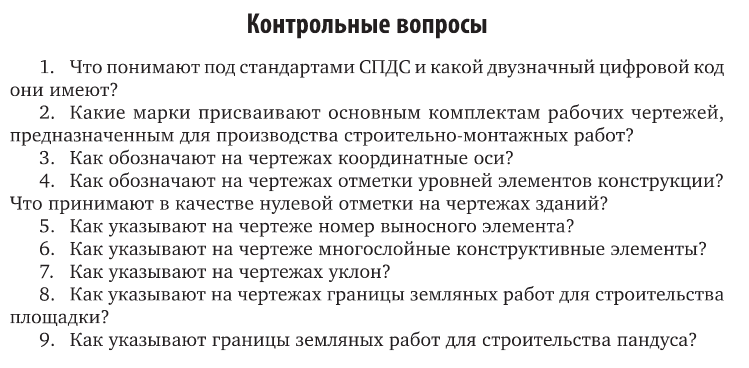 Контрольные вопросы
1. Что понимают под стандартами СПДС и какой двузначный цифровой код
они имеют?
2. Какие марки присваивают основным комплектам рабочих чертежей,
предназначенным для производства строительно-монтажных работ?
3. Как обозначают на чертежах координатные оси?
4. Как обозначают на чертежах отметки уровней элементов конструкции?
Что принимают в качестве нулевой отметки на чертежах зданий?
5. Как указывают на чертеже номер выносного элемента?
6. Как указывают на чертеже многослойные конструктивные элементы?
7. Как указывают на чертежах уклон?
8. Как указывают на чертежах границы земляных работ для строительства
площадки?
9. Как указывают границы земляных работ для строительства пандуса?